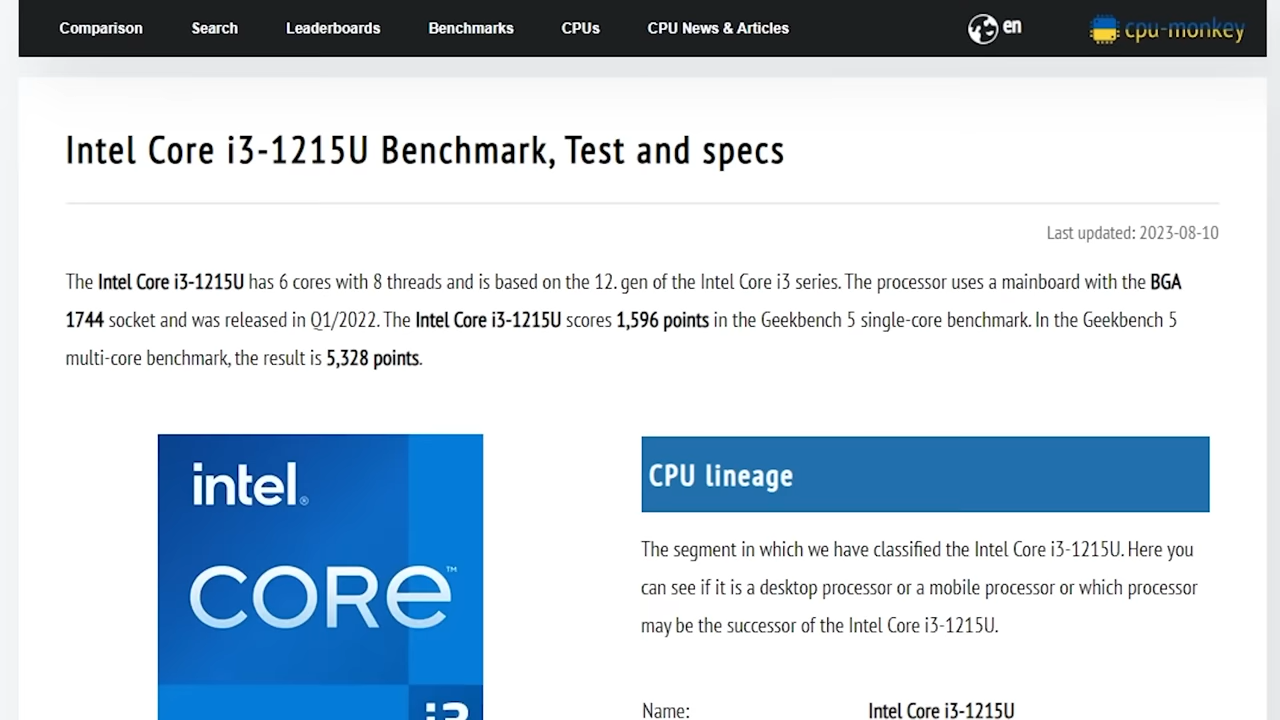 Comparison Search Leaderboards Benchmarks CPUs CPU News & Articles en cpu-monkey
Intel Core i3-1215U Benchmark, Test and specs
Last updated: 2023-08-10
The Intel Core i3-1215U has 6 cores with 8 threads and is based on the 12. gen of the Intel Core i3 series. The processor uses a mainboard with the BGA
1744 socket and was released in Q1/2022. The Intel Core i3-1215U scores 1,596 points in the Geekbench 5 single-core benchmark. In the Geekbench 5
multi-core benchmark, the result is 5,328 points.
intel®
CORE™
i3
CPU lineage
The segment in which we have classified the Intel Core i3-1215U. Here you
can see if it is a desktop processor or a mobile processor or which processor
may be the successor of the Intel Core i3-1215U.
Name: Intel Core i3-1215U